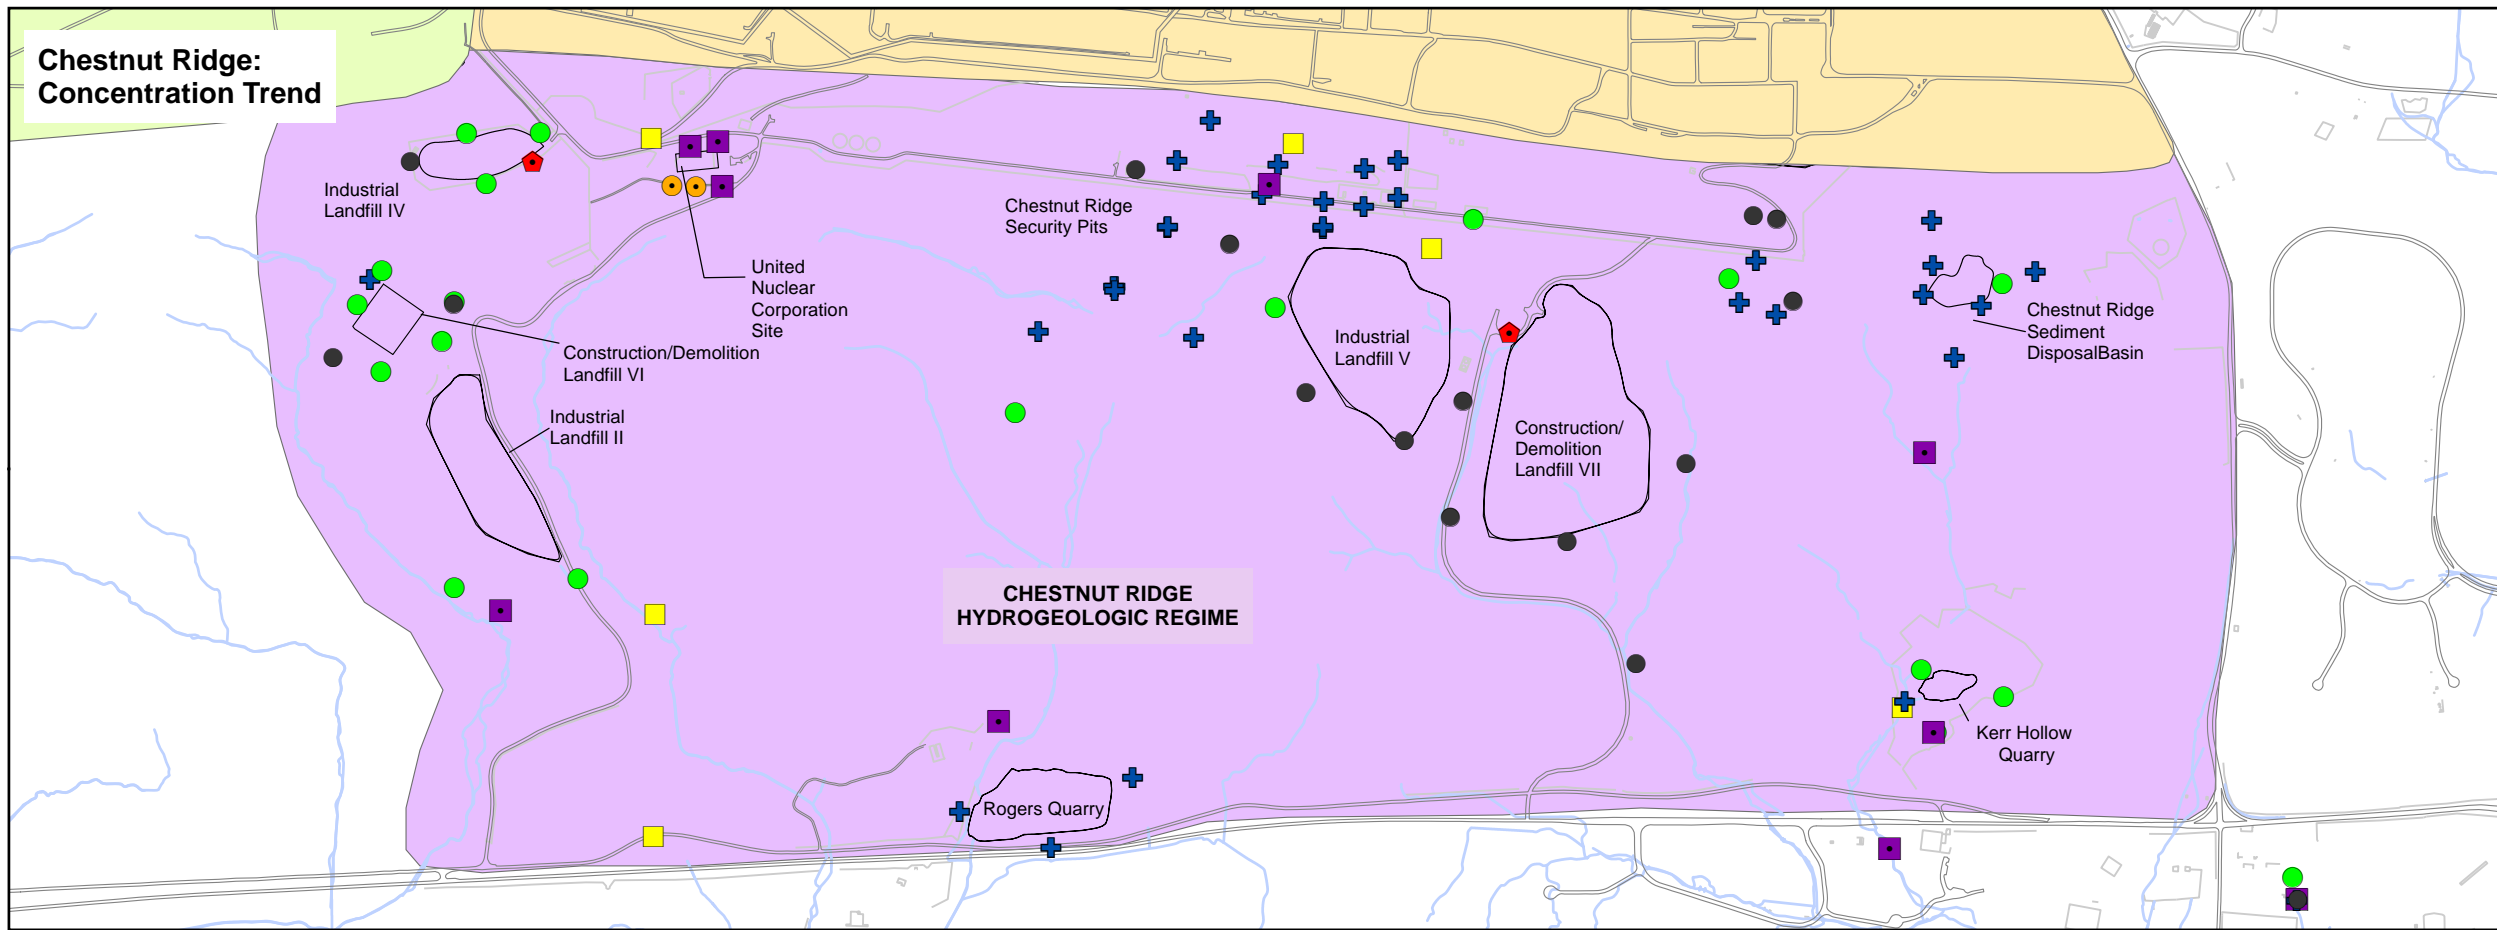 Chestnut Ridge:
Concentration Trend
Industrial
Landfill IV
Chestnut Ridge
Security Pits
United
Nuclear
Corporation
Site
Construction/Demolition
Landfill VI
Industrial
Landfill II
Industrial
Landfill V
Construction/
Demolition
Landfill VII
Chestnut Ridge
Sediment
DisposalBasin
CHESTNUT RIDGE
HYDROGEOLOGIC REGIME
Kerr Hollow
Quarry
Rogers Quarry